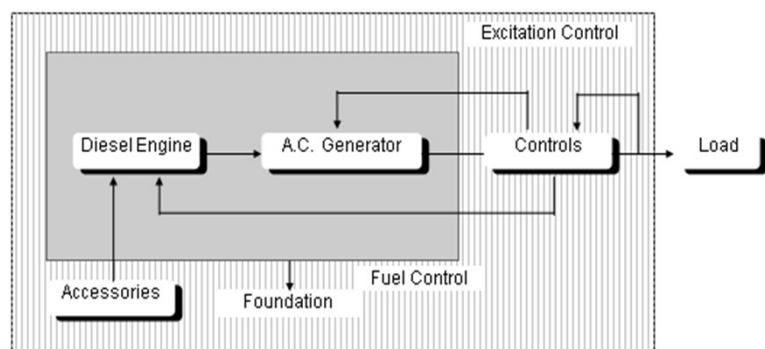 Excitation Control
Diesel Engine
A.C. Generator
Controls
Load
Fuel Control
Accessories
Foundation